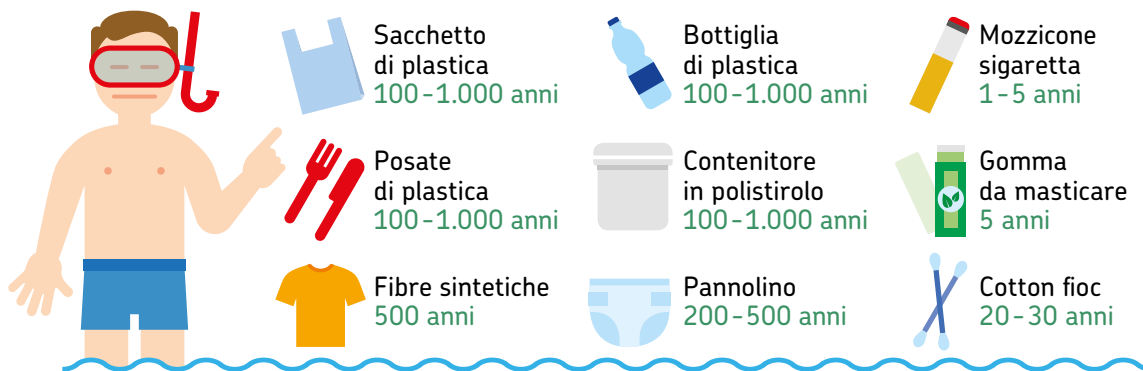 Sacchetto
di plastica
100-1.000 anni
Bottiglia
di plastica
100-1.000 anni
Mozzicone
sigaretta
1-5 anni
Posate
di plastica
100-1.000 anni
Contenitore
in polistirolo
100-1.000 anni
Gomma
da masticare
5 anni
Fibre sintetiche
500 anni
Pannolino
200-500 anni
Cotton fioc
20-30 anni